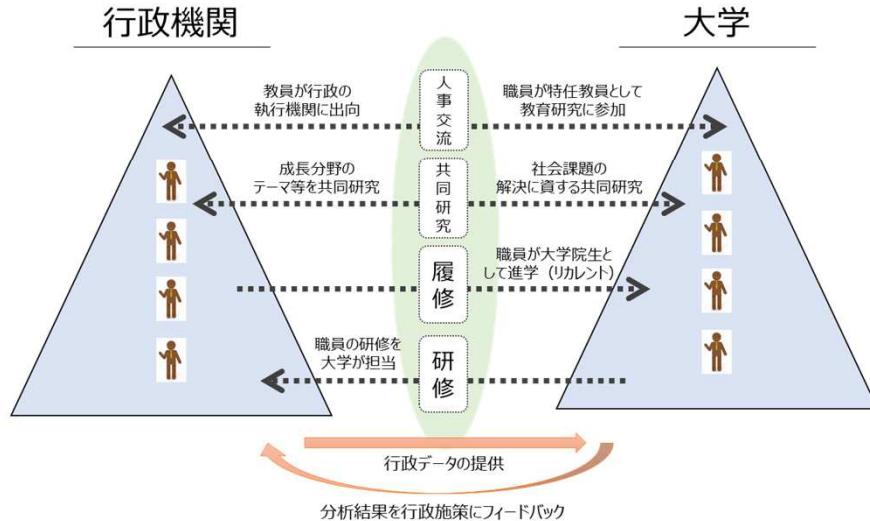 行政機関
大学
教員が行政の
執行機関に出向
人事交流
職員が特任教員として
教育研究に参加
成長分野の
テーマ等を共同研究
共同研究
社会課題の
解決に資する共同研究
履修
職員が大学院生と
して進学（リカレント）
職員の研修を
大学が担当
研修
行政データの提供
分析結果を行政施策にフィードバック